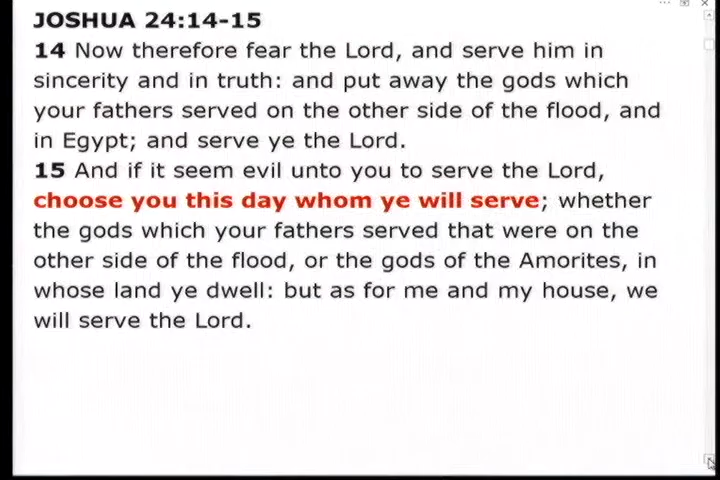 JOSHUA 24:14-15
14 Now therefore fear the Lord, and serve him in
sincerity and in truth: and put away the gods which
your fathers served on the other side of the flood, and
in Egypt; and serve ye the Lord.
15 And if it seem evil unto you to serve the Lord,
choose you this day whom ye will serve; whether
the gods which your fathers served that were on the
other side of the flood, or the gods of the Amorites, in
whose land ye dwell: but as for me and my house, we
will serve the Lord.